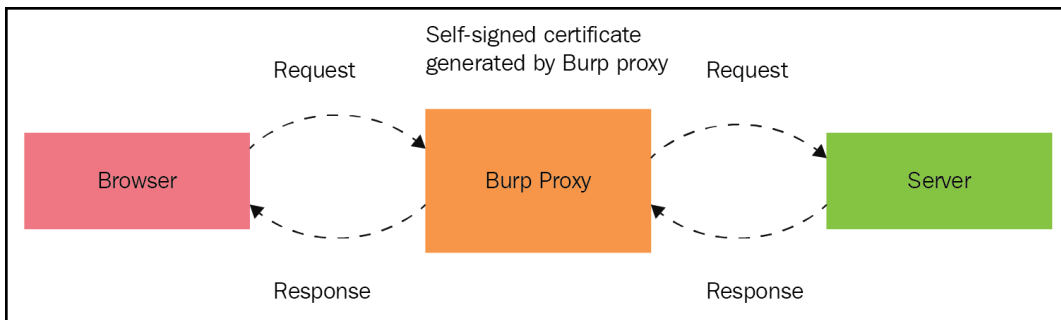 Self-signed certificate
generated by Burp proxy
Request
Request
Browser
Burp Proxy
Server
Response
Response